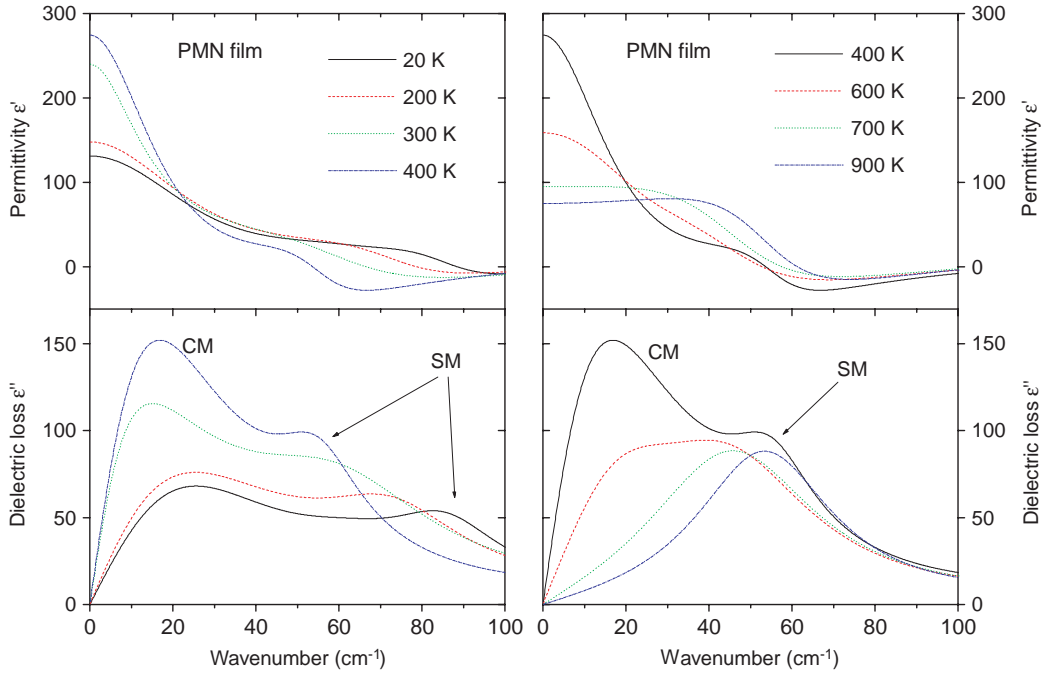 300
200
100
0
Permittivity ε'
PMN film
20 K
200 K
300 K
400 K
PMN film
400 K
600 K
700 K
900 K
300
200
100
0
Permittivity ε'
150
100
50
0
Dielectric loss ε"
CM
SM
CM
SM
150
100
50
0
Dielectric loss ε"
0 20 40 60 80 100
0 20 40 60 80 100
Wavenumber (cm⁻¹)
Wavenumber (cm⁻¹)